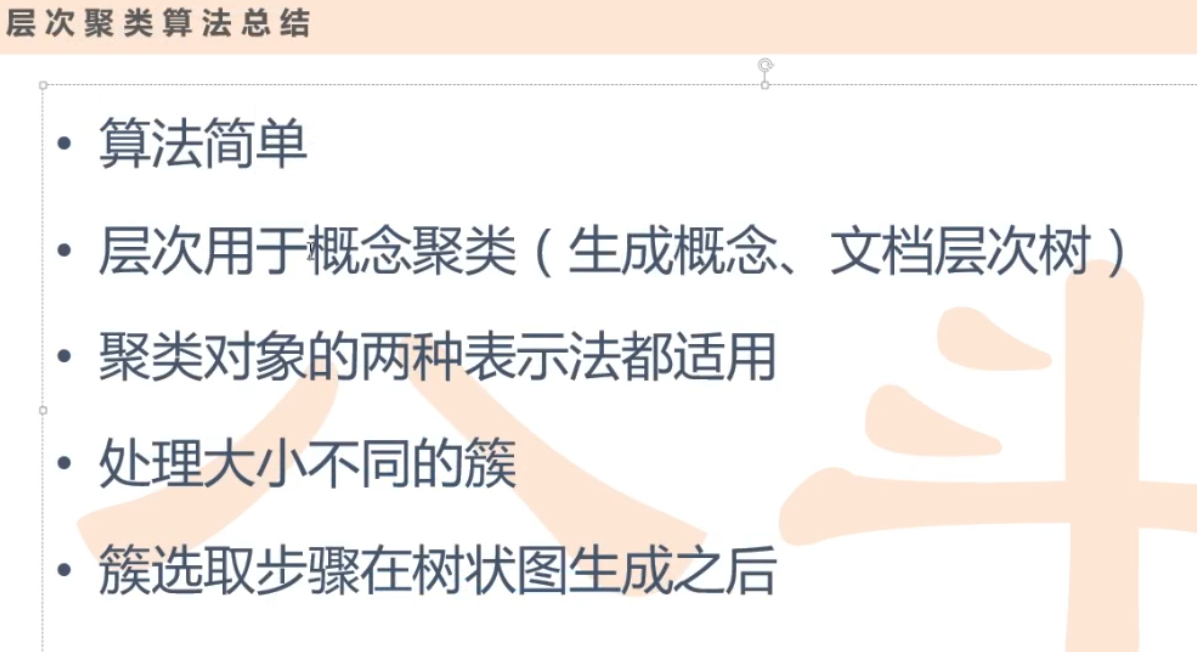 层次聚类算法总结
• 算法简单
• 层次用于概念聚类（生成概念、文档层次树）
• 聚类对象的两种表示法都适用
• 处理大小不同的簇
• 簇选取步骤在树状图生成之后
八斗